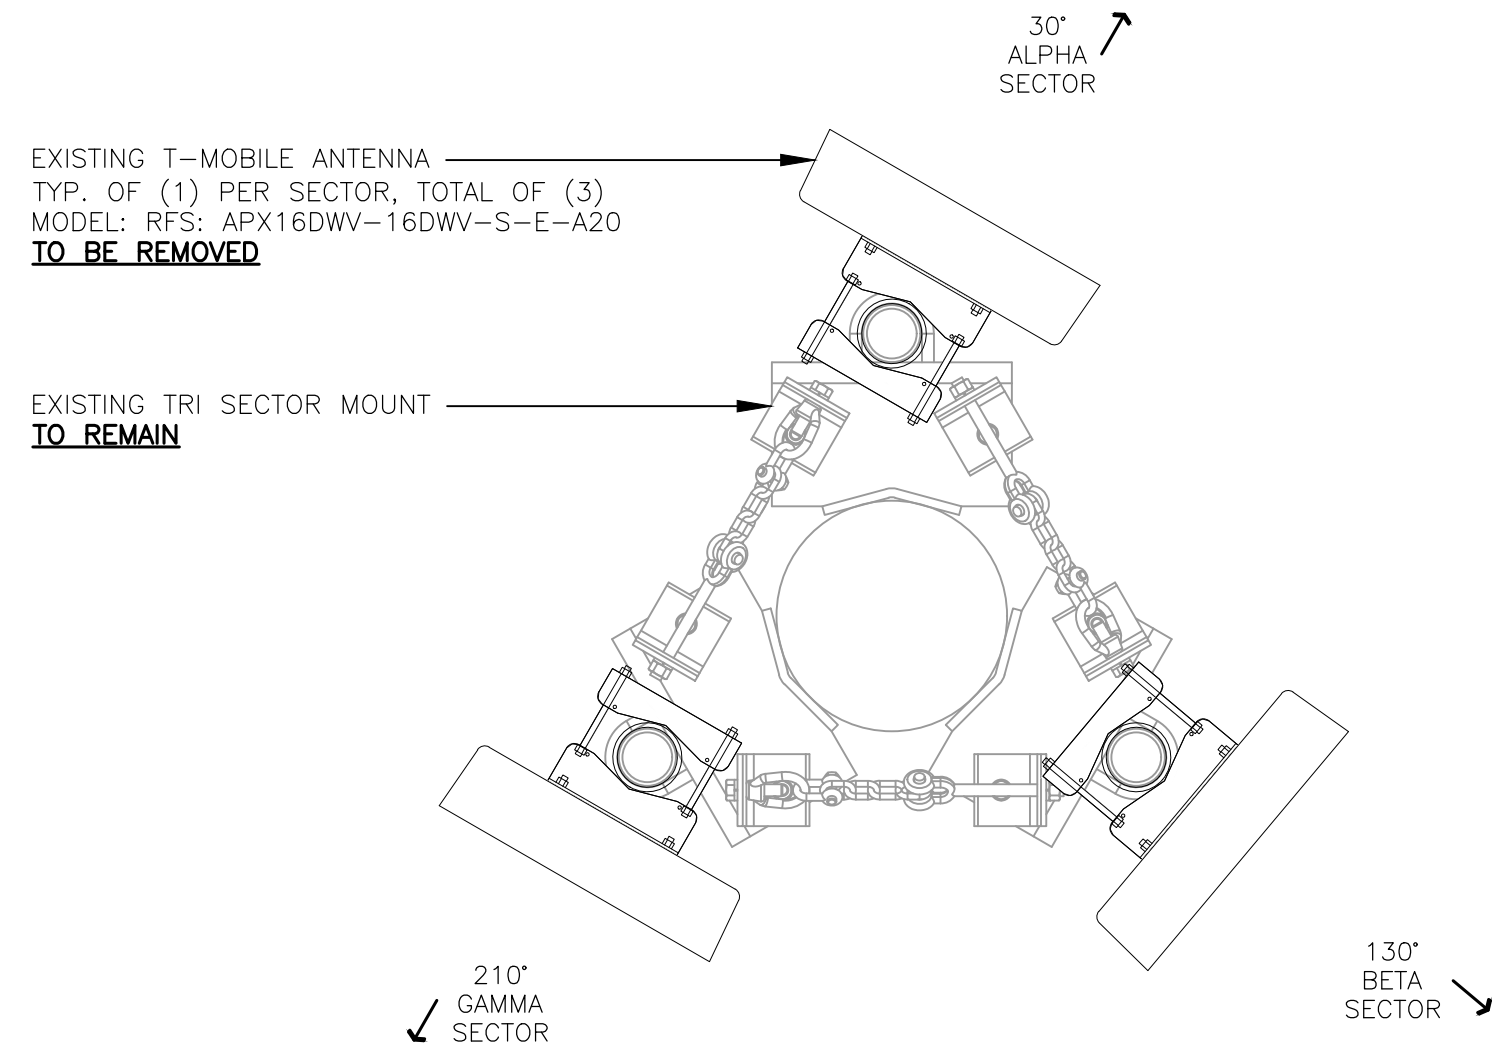 30°
ALPHA
SECTOR
EXISTING T-MOBILE ANTENNA
TYP. OF (1) PER SECTOR, TOTAL OF (3)
MODEL: RFS: APX16DWV-16DWV-S-E-A20
TO BE REMOVED
EXISTING TRI SECTOR MOUNT
TO REMAIN
210°
GAMMA
SECTOR
130°
BETA
SECTOR